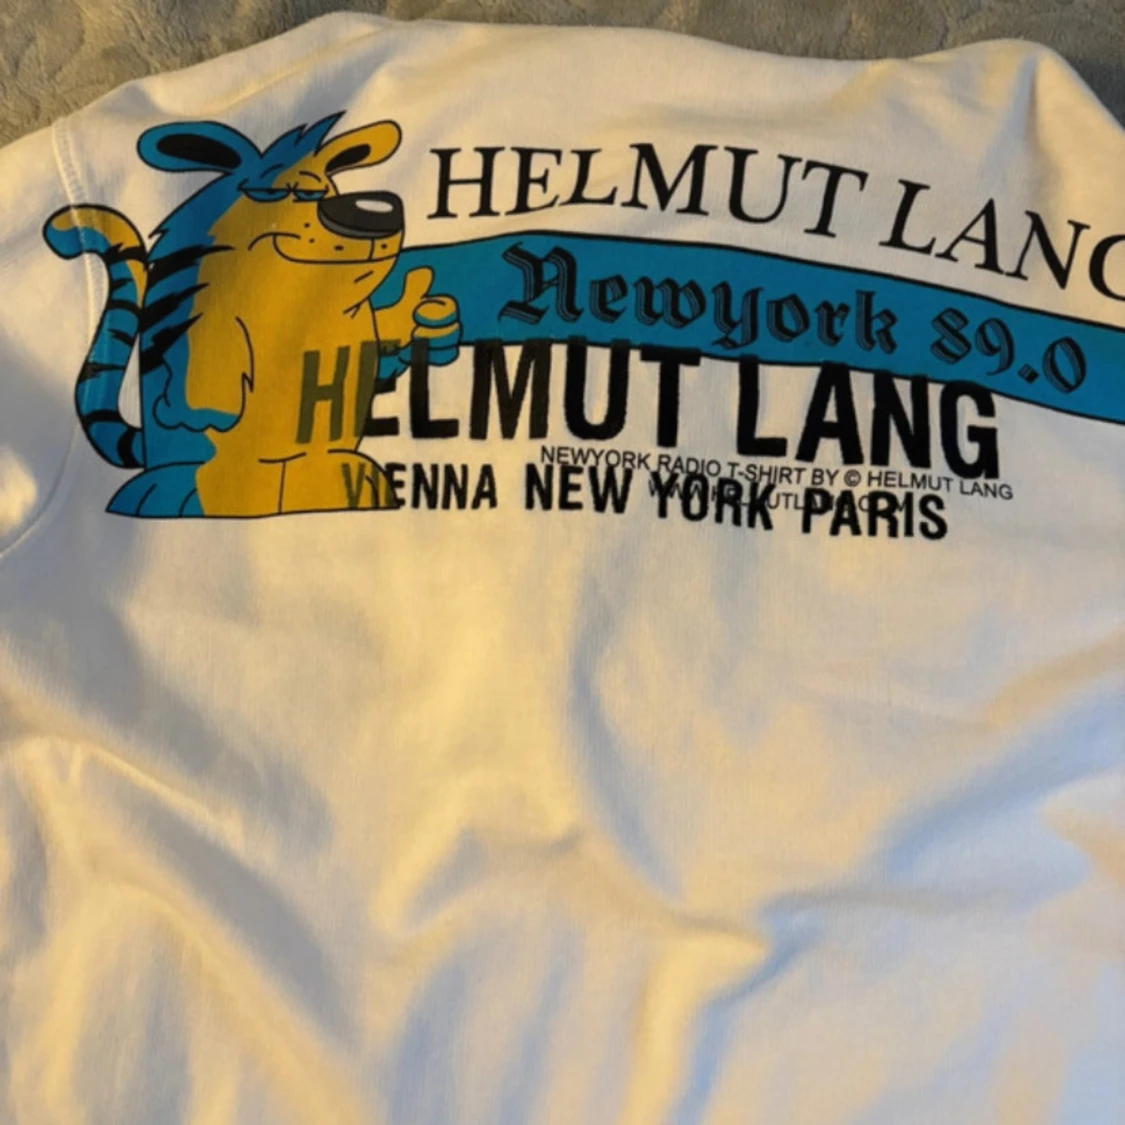 HELMUT LANG
Newyork 89.0
HELMUT LANG
NEWYORK RADIO T-SHIRT BY © HELMUT LANG
VIENNA NEW YORK PARIS